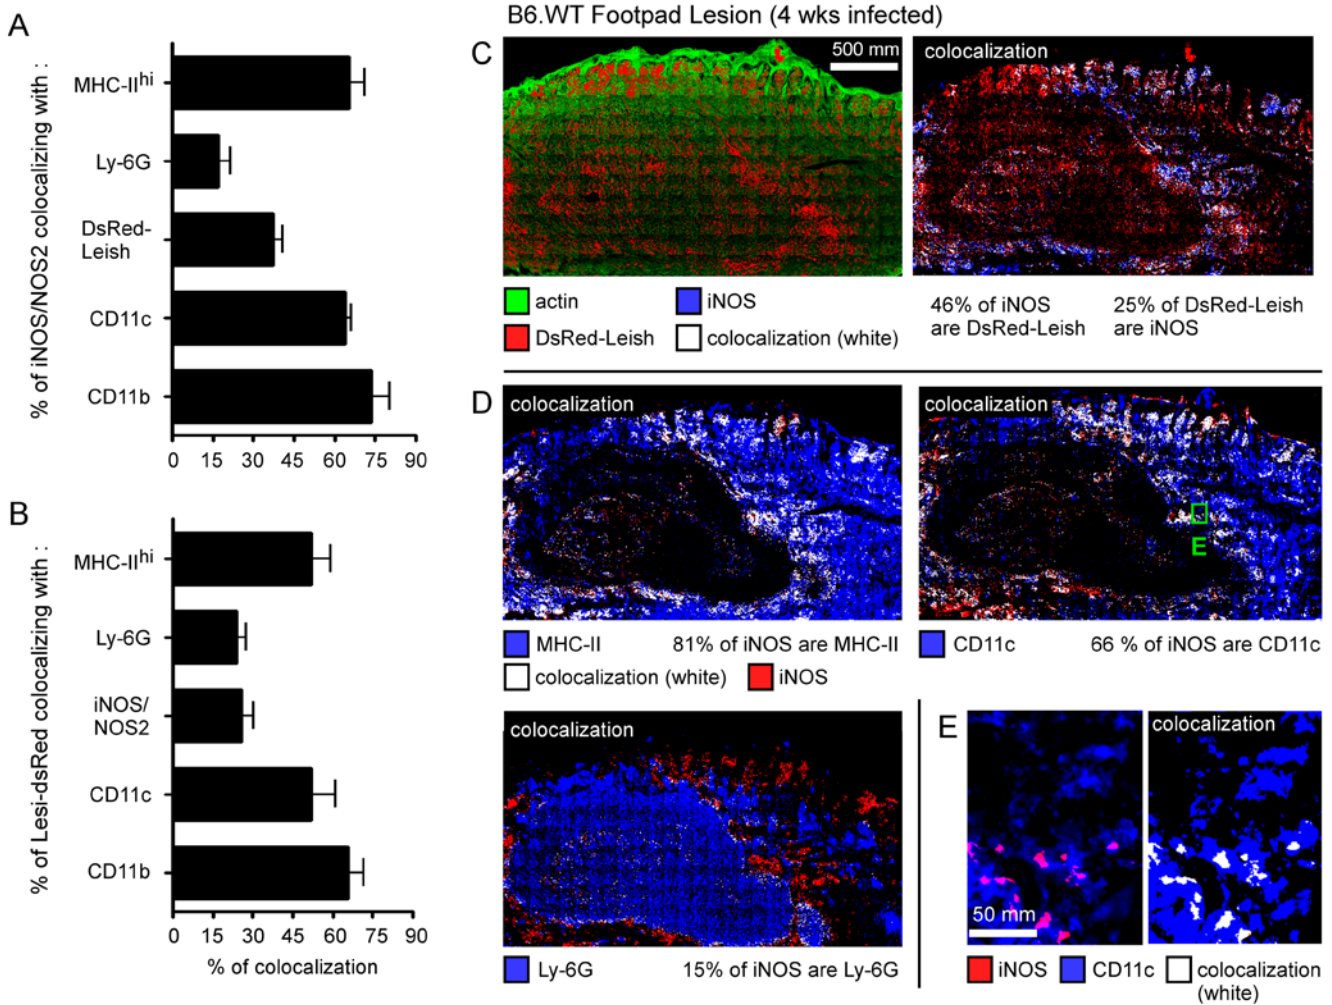 B6.WT Footpad Lesion (4 wks infected)
A
% of iNOS/NOS2 colocalizing with :
MHC-IIhi
Ly-6G
DsRed-
Leish
CD11c
CD11b
0 15 30 45 60 75 90
B
% of Lesi-dsRed colocalizing with :
MHC-IIhi
Ly-6G
iNOS/
NOS2
CD11c
CD11b
0 15 30 45 60 75 90
% of colocalization
C
500 mm
colocalization
actin
iNOS
DsRed-Leish
colocalization (white)
46% of iNOS
are DsRed-Leish
25% of DsRed-Leish
are iNOS
D
colocalization
colocalization
E
MHC-II
81% of iNOS are MHC-II
colocalization (white)
iNOS
CD11c
66 % of iNOS are CD11c
colocalization
Ly-6G
15% of iNOS are Ly-6G
E
50 mm
colocalization
iNOS
CD11c
colocalization
(white)